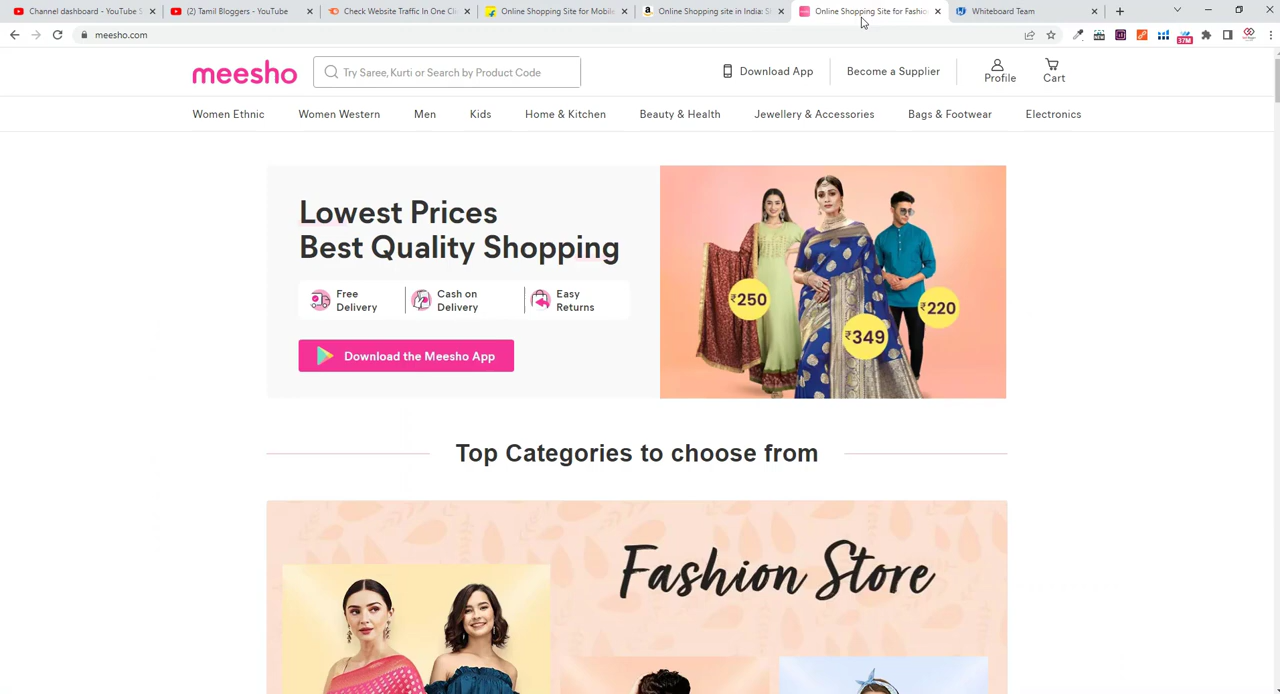 Channel dashboard - YouTube S
(2) Tamil Bloggers - YouTube
Check Website Traffic In One Cli
Online Shopping Site for Mobile
Online Shopping site in India: S
Online Shopping Site for Fashio
Whiteboard Team
meesho.com
37M
meesho
Try Saree, Kurti or Search by Product Code
Download App
Become a Supplier
Profile
Cart
Women Ethnic
Women Western
Men
Kids
Home & Kitchen
Beauty & Health
Jewellery & Accessories
Bags & Footwear
Electronics
Lowest Prices
Best Quality Shopping
Free
Delivery
Cash on
Delivery
Easy
Returns
Download the Meesho App
₹250
₹349
₹220
Top Categories to choose from
Fashion Store